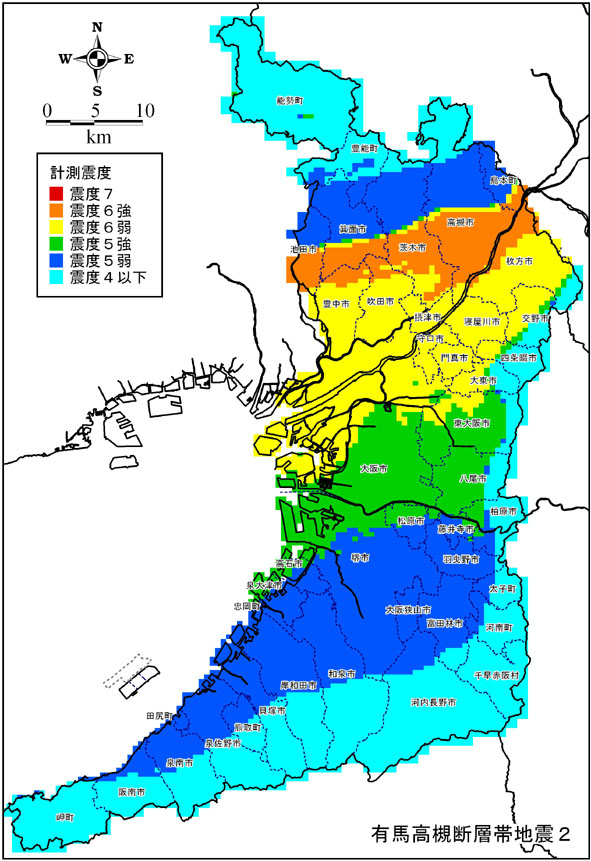 N
W E
S
0 5 10
km
計測震度
震度7
震度6強
震度6弱
震度5強
震度5弱
震度4以下
能勢町
豊能町
島本町
高槻市
箕面市
茨木市
池田市
枚方市
豊中市
吹田市
摂津市
寝屋川市
交野市
守口市
門真市
四条畷市
大東市
東大阪市
大阪市
八尾市
柏原市
松原市
藤井寺市
堺市
羽曳野市
高石市
泉大津市
太子町
忠岡町
大阪狭山市
富田林市
河南町
和泉市
千早赤阪村
岸和田市
河内長野市
貝塚市
田尻町
熊取町
泉佐野市
泉南市
阪南市
岬町
有馬高槻断層帯地震2